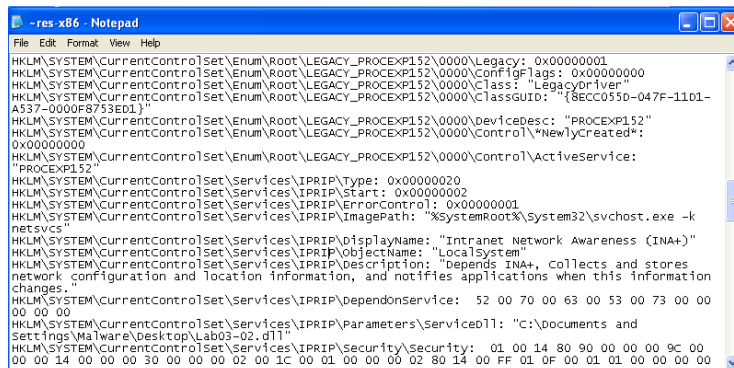 ~res-x86 - Notepad
File Edit Format View Help
HKLM\SYSTEM\CurrentControlSet\Enum\Root\LEGACY_PROCEXP152\0000\Legacy: 0x00000001
HKLM\SYSTEM\CurrentControlSet\Enum\Root\LEGACY_PROCEXP152\0000\ConfigFlags: 0x00000000
HKLM\SYSTEM\CurrentControlSet\Enum\Root\LEGACY_PROCEXP152\0000\Class: "LegacyDriver"
HKLM\SYSTEM\CurrentControlSet\Enum\Root\LEGACY_PROCEXP152\0000\ClassGUID: "{8ECC055D-047F-11D1-
A537-0000F8753ED1}"
HKLM\SYSTEM\CurrentControlSet\Enum\Root\LEGACY_PROCEXP152\0000\DeviceDesc: "PROCEXP152"
HKLM\SYSTEM\CurrentControlSet\Enum\Root\LEGACY_PROCEXP152\0000\Control\*NewlyCreated*:
0x00000000
HKLM\SYSTEM\CurrentControlSet\Enum\Root\LEGACY_PROCEXP152\0000\Control\ActiveService:
"PROCEXP152"
HKLM\SYSTEM\CurrentControlSet\Services\IPRIP\Type: 0x00000020
HKLM\SYSTEM\CurrentControlSet\Services\IPRIP\Start: 0x00000002
HKLM\SYSTEM\CurrentControlSet\Services\IPRIP\ErrorControl: 0x00000001
HKLM\SYSTEM\CurrentControlSet\Services\IPRIP\ImagePath: "%SystemRoot%\System32\svchost.exe -k
netsvcs"
HKLM\SYSTEM\CurrentControlSet\Services\IPRIP\DisplayName: "Intranet Network Awareness (INA+)"
HKLM\SYSTEM\CurrentControlSet\Services\IPRIP\ObjectName: "LocalSystem"
HKLM\SYSTEM\CurrentControlSet\Services\IPRIP\Description: "Depends INA+, Collects and stores
network configuration and location information, and notifies applications when this information
changes."
HKLM\SYSTEM\CurrentControlSet\Services\IPRIP\DependOnService: 52 00 70 00 63 00 53 00 73 00 00
00 00 00
HKLM\SYSTEM\CurrentControlSet\Services\IPRIP\Parameters\ServiceDll: "C:\Documents and
Settings\Malware\Desktop\Lab03-02.dll"
HKLM\SYSTEM\CurrentControlSet\Services\IPRIP\Security\Security: 01 00 14 80 90 00 00 00 9C 00
00 00 14 00 00 00 30 00 00 00 02 00 1C 00 01 00 00 00 02 80 14 00 FF 01 0F 00 01 01 00 00 00 00